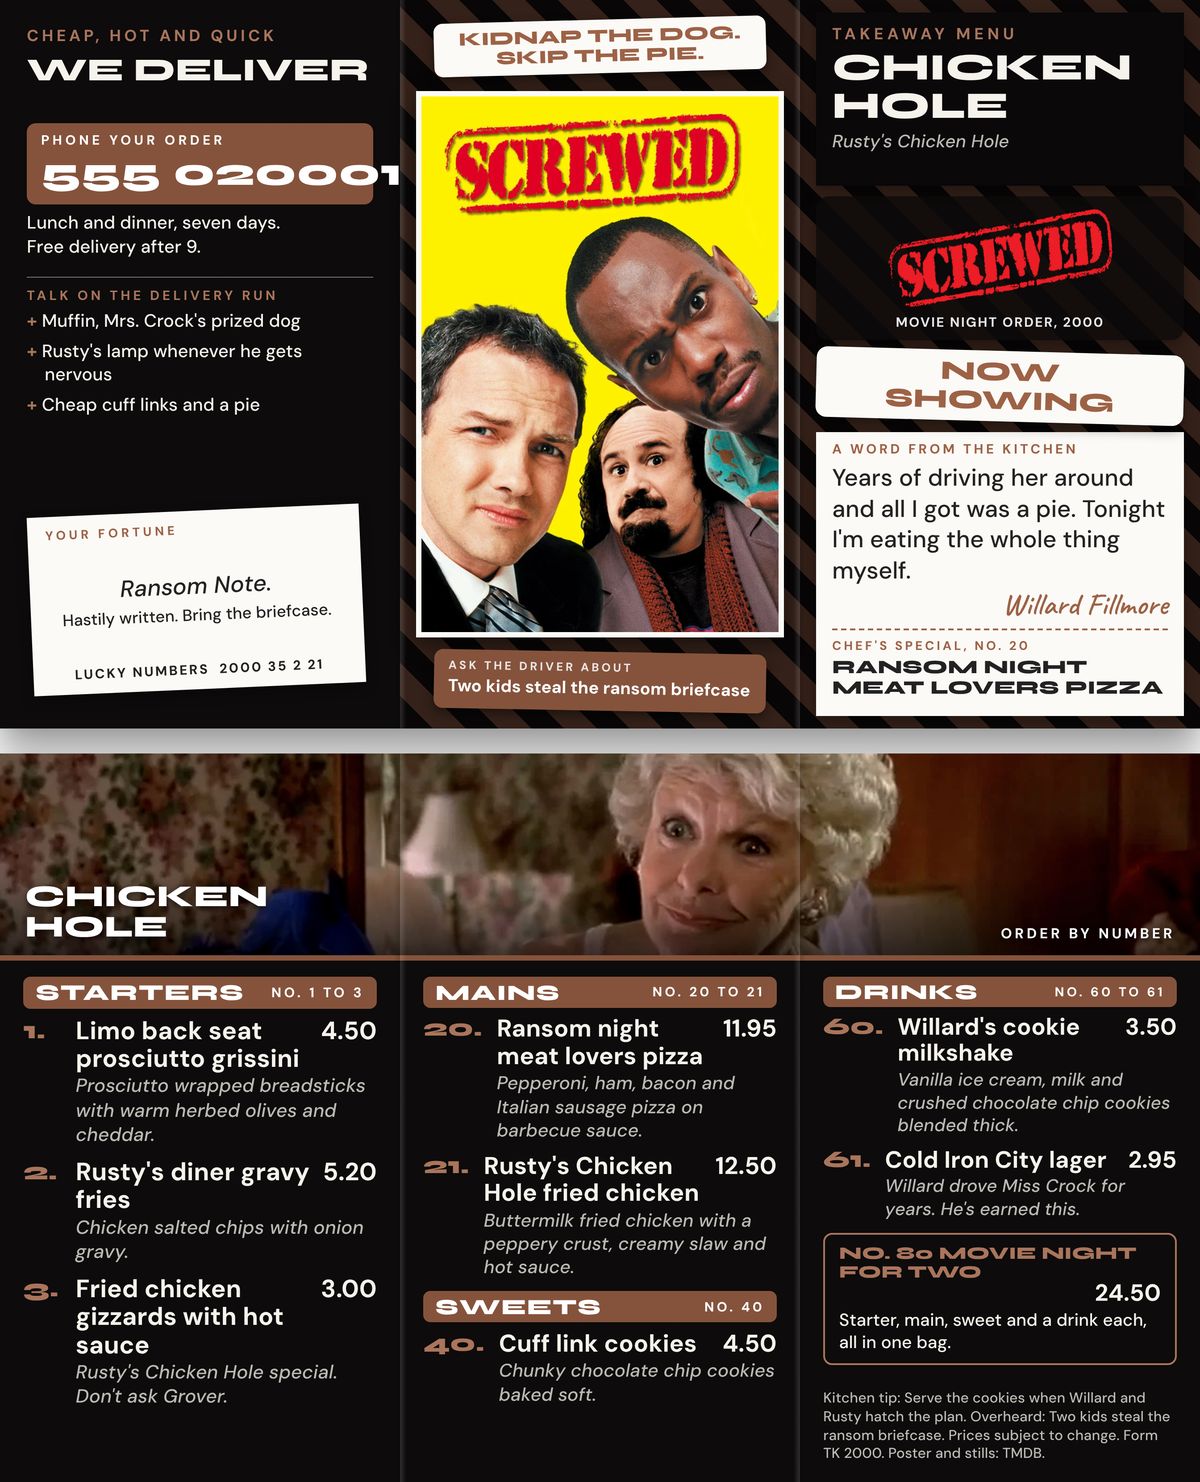 CHEAP, HOT AND QUICK
WE DELIVER
PHONE YOUR ORDER
555 020001
Lunch and dinner, seven days.
Free delivery after 9.
TALK ON THE DELIVERY RUN
+ Muffin, Mrs. Crock's prized dog
+ Rusty's lamp whenever he gets
nervous
+ Cheap cuff links and a pie
YOUR FORTUNE
Ransom Note.
Hastily written. Bring the briefcase.
LUCKY NUMBERS 2000 35 2 21
KIDNAP THE DOG.
SKIP THE PIE.
SCREWED
ASK THE DRIVER ABOUT
Two kids steal the ransom briefcase
TAKEAWAY MENU
CHICKEN
HOLE
Rusty's Chicken Hole
SCREWED
MOVIE NIGHT ORDER, 2000
NOW
SHOWING
A WORD FROM THE KITCHEN
Years of driving her around
and all I got was a pie. Tonight
I'm eating the whole thing
myself.
Willard Fillmore
CHEF'S SPECIAL, NO. 20
RANSOM NIGHT
MEAT LOVERS PIZZA
CHICKEN
HOLE
ORDER BY NUMBER
STARTERS NO. 1 TO 3
1. Limo back seat 4.50
prosciutto grissini
Prosciutto wrapped breadsticks
with warm herbed olives and
cheddar.
2. Rusty's diner gravy 5.20
fries
Chicken salted chips with onion
gravy.
3. Fried chicken 3.00
gizzards with hot
sauce
Rusty's Chicken Hole special.
Don't ask Grover.
MAINS NO. 20 TO 21
20. Ransom night 11.95
meat lovers pizza
Pepperoni, ham, bacon and
Italian sausage pizza on
barbecue sauce.
21. Rusty's Chicken 12.50
Hole fried chicken
Buttermilk fried chicken with a
peppery crust, creamy slaw and
hot sauce.
SWEETS NO. 40
40. Cuff link cookies 4.50
Chunky chocolate chip cookies
baked soft.
DRINKS NO. 60 TO 61
60. Willard's cookie 3.50
milkshake
Vanilla ice cream, milk and
crushed chocolate chip cookies
blended thick.
61. Cold Iron City lager 2.95
Willard drove Miss Crock for
years. He's earned this.
NO. 80 MOVIE NIGHT
FOR TWO
24.50
Starter, main, sweet and a drink each,
all in one bag.
Kitchen tip: Serve the cookies when Willard and
Rusty hatch the plan. Overheard: Two kids steal the
ransom briefcase. Prices subject to change. Form
TK 2000. Poster and stills: TMDB.